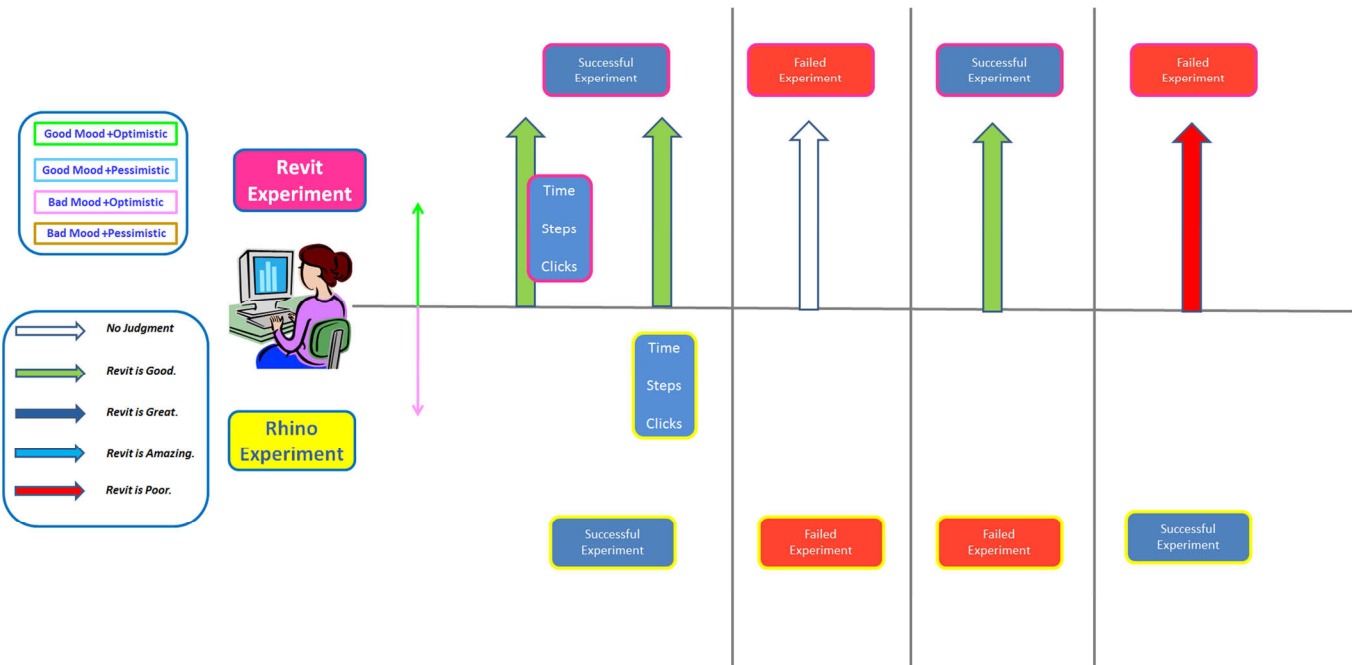 Successful
Experiment
Failed
Experiment
Successful
Experiment
Failed
Experiment
Good Mood +Optimistic
Good Mood +Pessimistic
Bad Mood +Optimistic
Bad Mood +Pessimistic
Revit
Experiment
Time
Steps
Clicks
No Judgment
Revit is Good.
Revit is Great.
Revit is Amazing.
Revit is Poor.
Rhino
Experiment
Time
Steps
Clicks
Successful
Experiment
Failed
Experiment
Failed
Experiment
Successful
Experiment